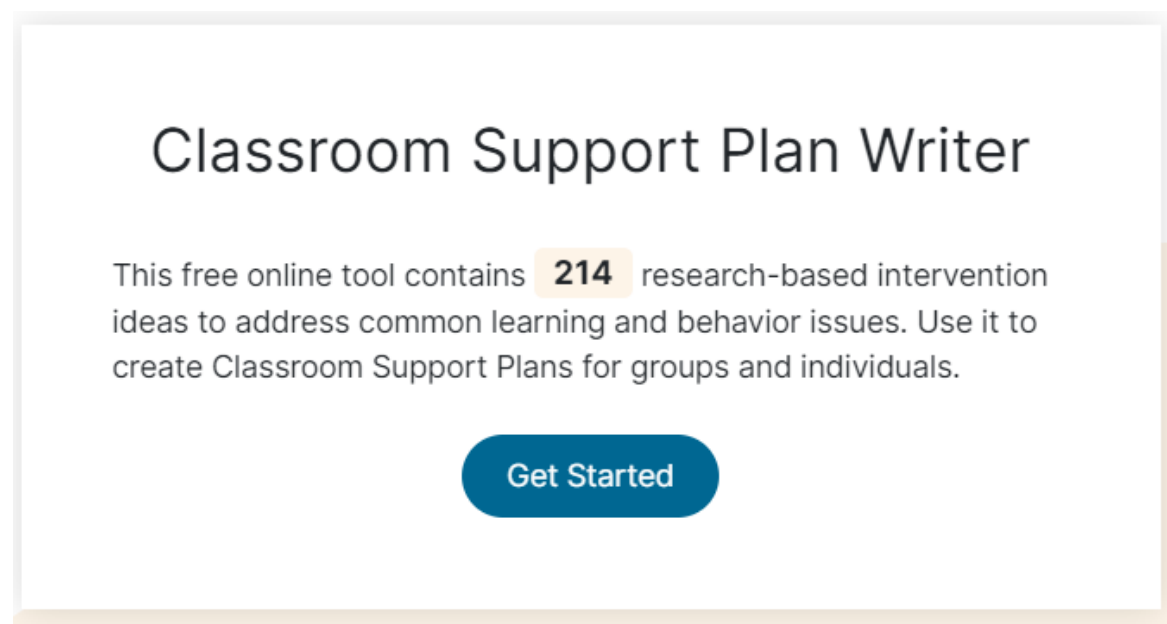 Classroom Support Plan Writer
This free online tool contains 214 research-based intervention
ideas to address common learning and behavior issues. Use it to
create Classroom Support Plans for groups and individuals.
Get Started